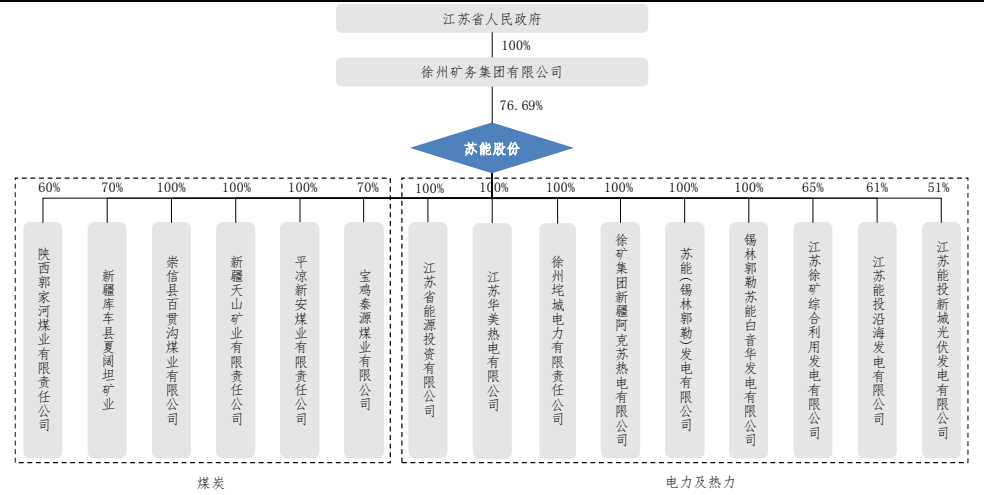 江苏省人民政府
100%
徐州矿务集团有限公司
76.69%
苏能股份
60%
70%
100%
100%
100%
70%
100%
100%
100%
100%
100%
100%
65%
61%
51%
陕西郭家河煤业有限责任公司
新疆库车县夏阔坦矿业
崇信县百贯沟煤业有限公司
新疆天山矿业有限责任公司
平凉新安煤业有限责任公司
宝鸡秦源煤业有限公司
江苏省能源投资有限公司
江苏华美热电有限公司
徐州垞城电力有限责任公司
徐矿集团新疆阿克苏热电有限公司
苏能(锡林郭勒)发电有限公司
锡林郭勒苏能白音华发电有限公司
江苏徐矿综合利用发电有限公司
江苏能投沿海发电有限公司
江苏能投新城光伏发电有限公司
煤炭
电力及热力